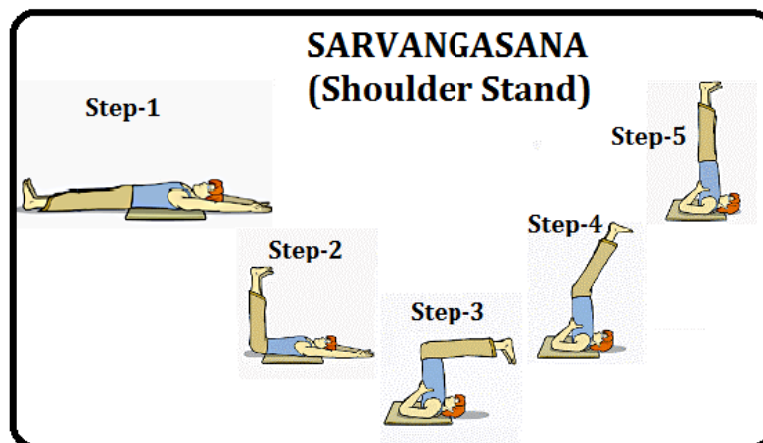 SARVANGASANA
(Shoulder Stand)
Step-1
Step-2
Step-3
Step-4
Step-5